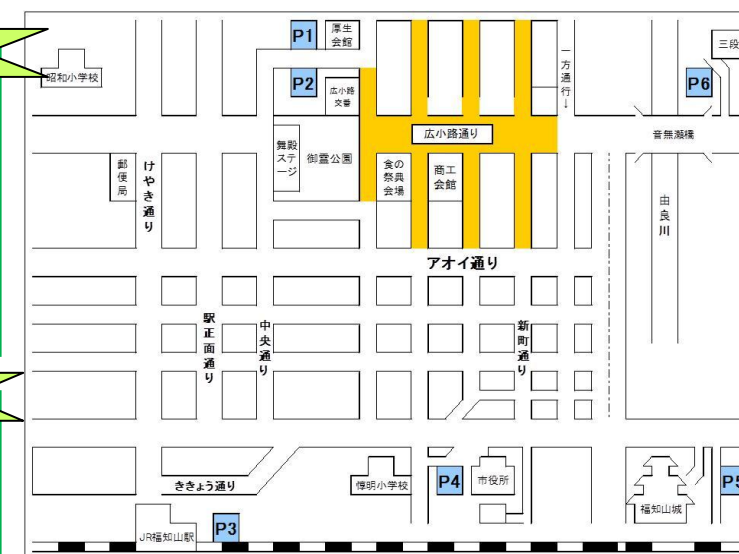 P1
厚生
会館
昭和小学校
P2
広小路
交番
一方通行↓
三段
P6
広小路通り
音無瀬橋
郵便局
けやき通り
舞殿
ステ
ージ
御霊公園
食の
祭典
会場
商工
会館
由良川
アオイ通り
駅正面通り
中央通り
新町通り
ききょう通り
惇明小学校
P4
市役所
P5
福知山城
JR福知山駅
P3